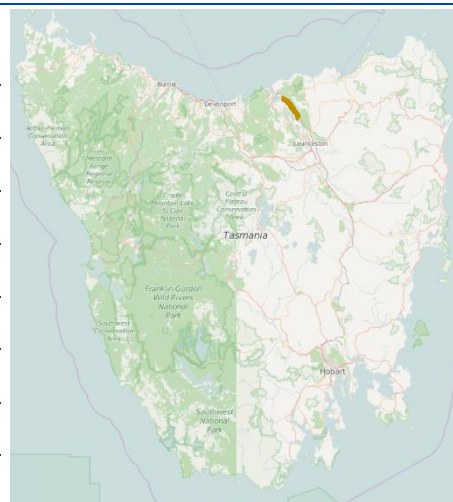 Burnie
Devonport
Launceston
Arthur-Pieman
Conservation
Area
Meredith
Range
Regional
Reserve
Cradle
Mountain-Lake
St Clair
National
Park
Central
Plateau
Conservation
Area
Tasmania
Franklin-Gordon
Wild Rivers
National
Park
Southwest
Conservation
Area
Hobart
Southwest
National
Park